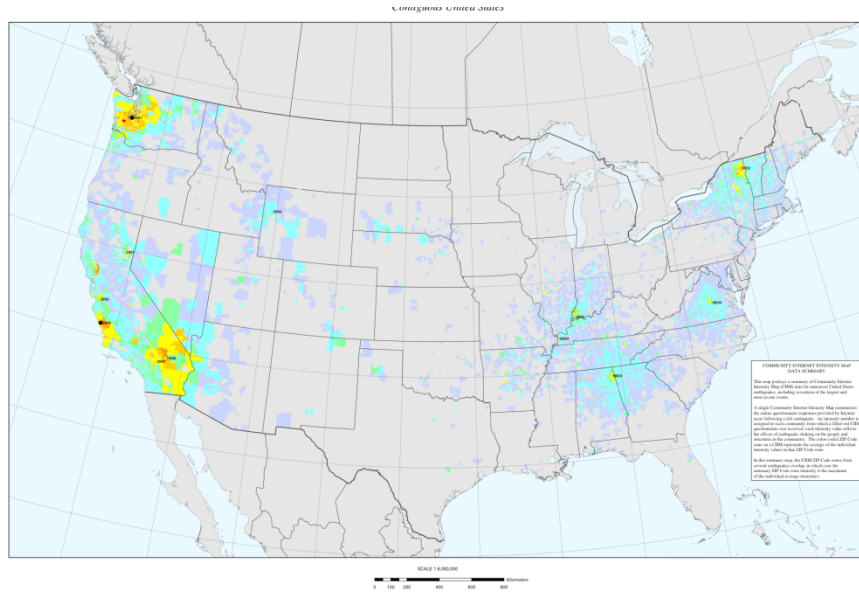 Contiguous United States
COMMUNITY INTERNET INTENSITY MAP
DATA SUMMARY
This map portrays a summary of Community Internet
Intensity Map (CIIM) data for numerous United States
earthquakes, including seventeen of the largest and
most recent events.
A single Community Internet Intensity Map summarizes
the online questionnaire responses provided by Internet
users following a felt earthquake. An intensity number is
assigned to each community from which a filled-out CIIM
questionnaire was received; each intensity value reflects
the effects of earthquake shaking on the people and
structures in the community. The color-coded ZIP Code
zone on a CIIM represents the average of the individual
intensity values in that ZIP Code zone.
In this summary map, the CIIM ZIP Code zones from
several earthquakes overlap, in which case the
summary ZIP Code zone intensity is the maximum
of the individual average intensities.
SCALE 1:8,000,000
0 100 200 400 600 800 Kilometers